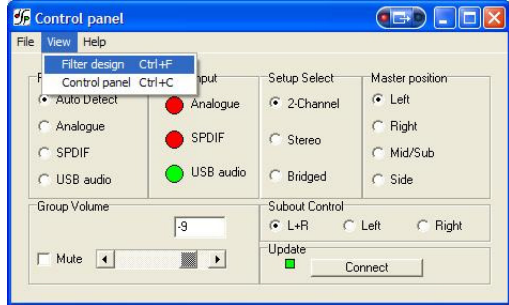 Control panel
File View Help
Filter design Ctrl+F
Control panel Ctrl+C
put
Setup Select
Master position
Auto Detect
Analogue
SPDIF
USB audio
Analogue
SPDIF
USB audio
2-Channel
Stereo
Bridged
Left
Right
Mid/Sub
Side
Group Volume
-9
Mute
Subout Control
L+R Left Right
Update
Connect